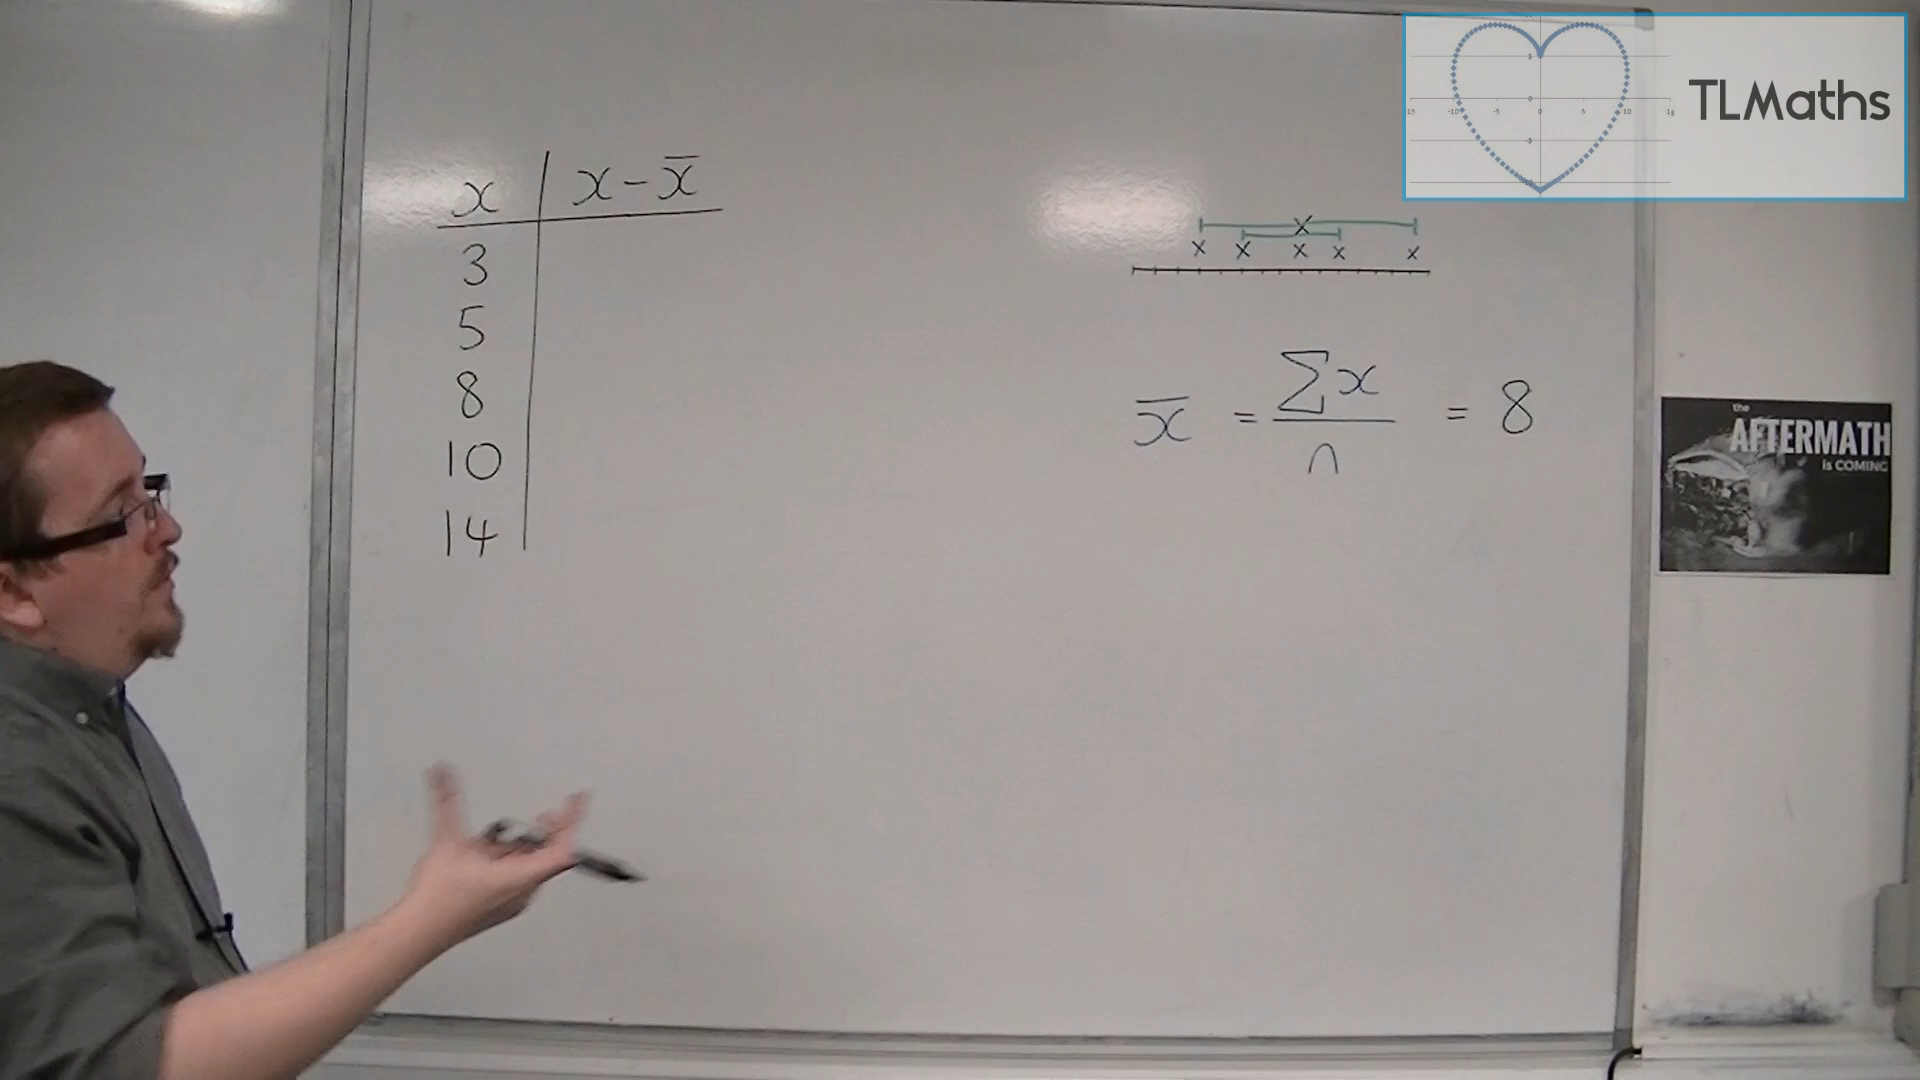 x | x - x̄
3
5
8
10
14
x̄ = Σx / n = 8
TLMaths
the
AFTERMATH
is COMING